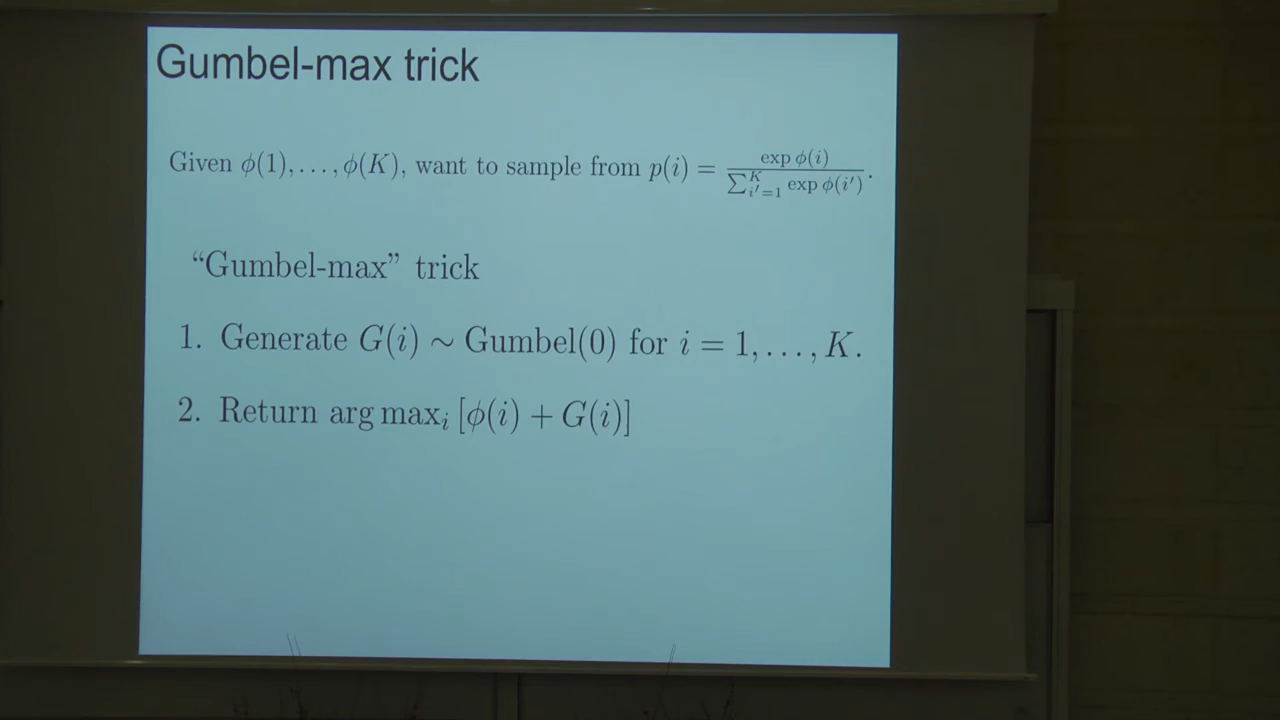 Gumbel-max trick
Given ϕ(1), . . . , ϕ(K), want to sample from p(i) = exp ϕ(i) / ∑_{i′=1}^{K} exp ϕ(i′).
“Gumbel-max” trick
1. Generate G(i) ∼ Gumbel(0) for i = 1, . . . , K.
2. Return arg max_i [ϕ(i) + G(i)]